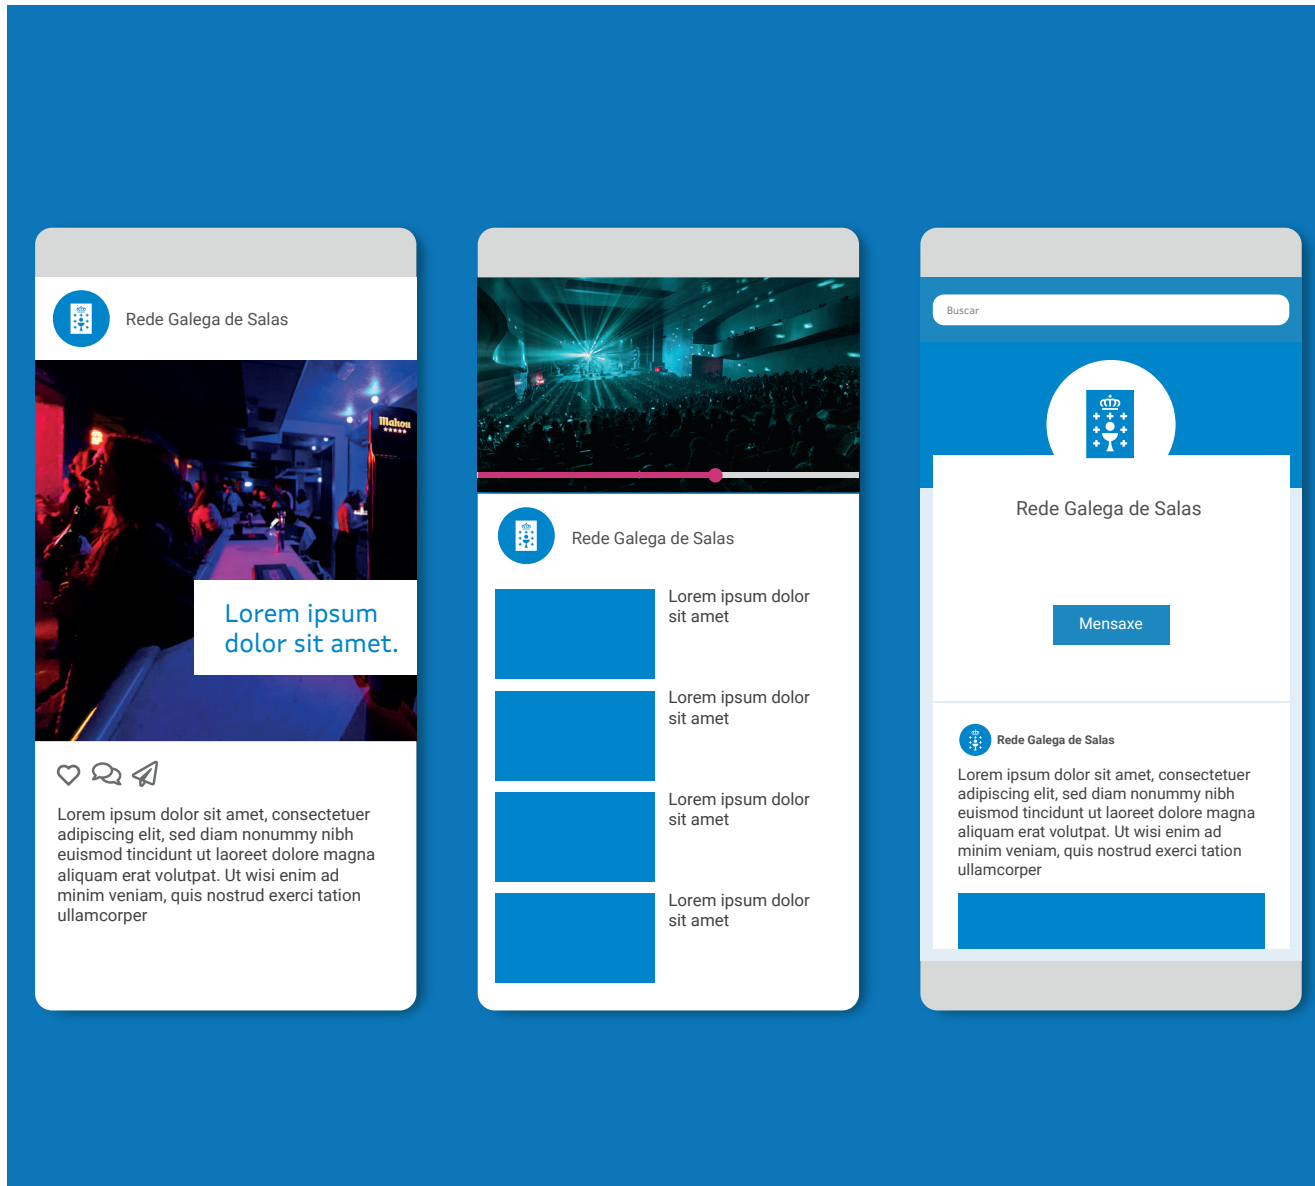 Rede Galega de Salas
Mahou
Lorem ipsum
dolor sit amet.
Lorem ipsum dolor sit amet, consectetuer
adipiscing elit, sed diam nonummy nibh
euismod tincidunt ut laoreet dolore magna
aliquam erat volutpat. Ut wisi enim ad
minim veniam, quis nostrud exerci tation
ullamcorper
Rede Galega de Salas
Lorem ipsum dolor
sit amet
Lorem ipsum dolor
sit amet
Lorem ipsum dolor
sit amet
Lorem ipsum dolor
sit amet
Buscar
Rede Galega de Salas
Mensaxe
Rede Galega de Salas
Lorem ipsum dolor sit amet, consectetuer
adipiscing elit, sed diam nonummy nibh
euismod tincidunt ut laoreet dolore magna
aliquam erat volutpat. Ut wisi enim ad
minim veniam, quis nostrud exerci tation
ullamcorper